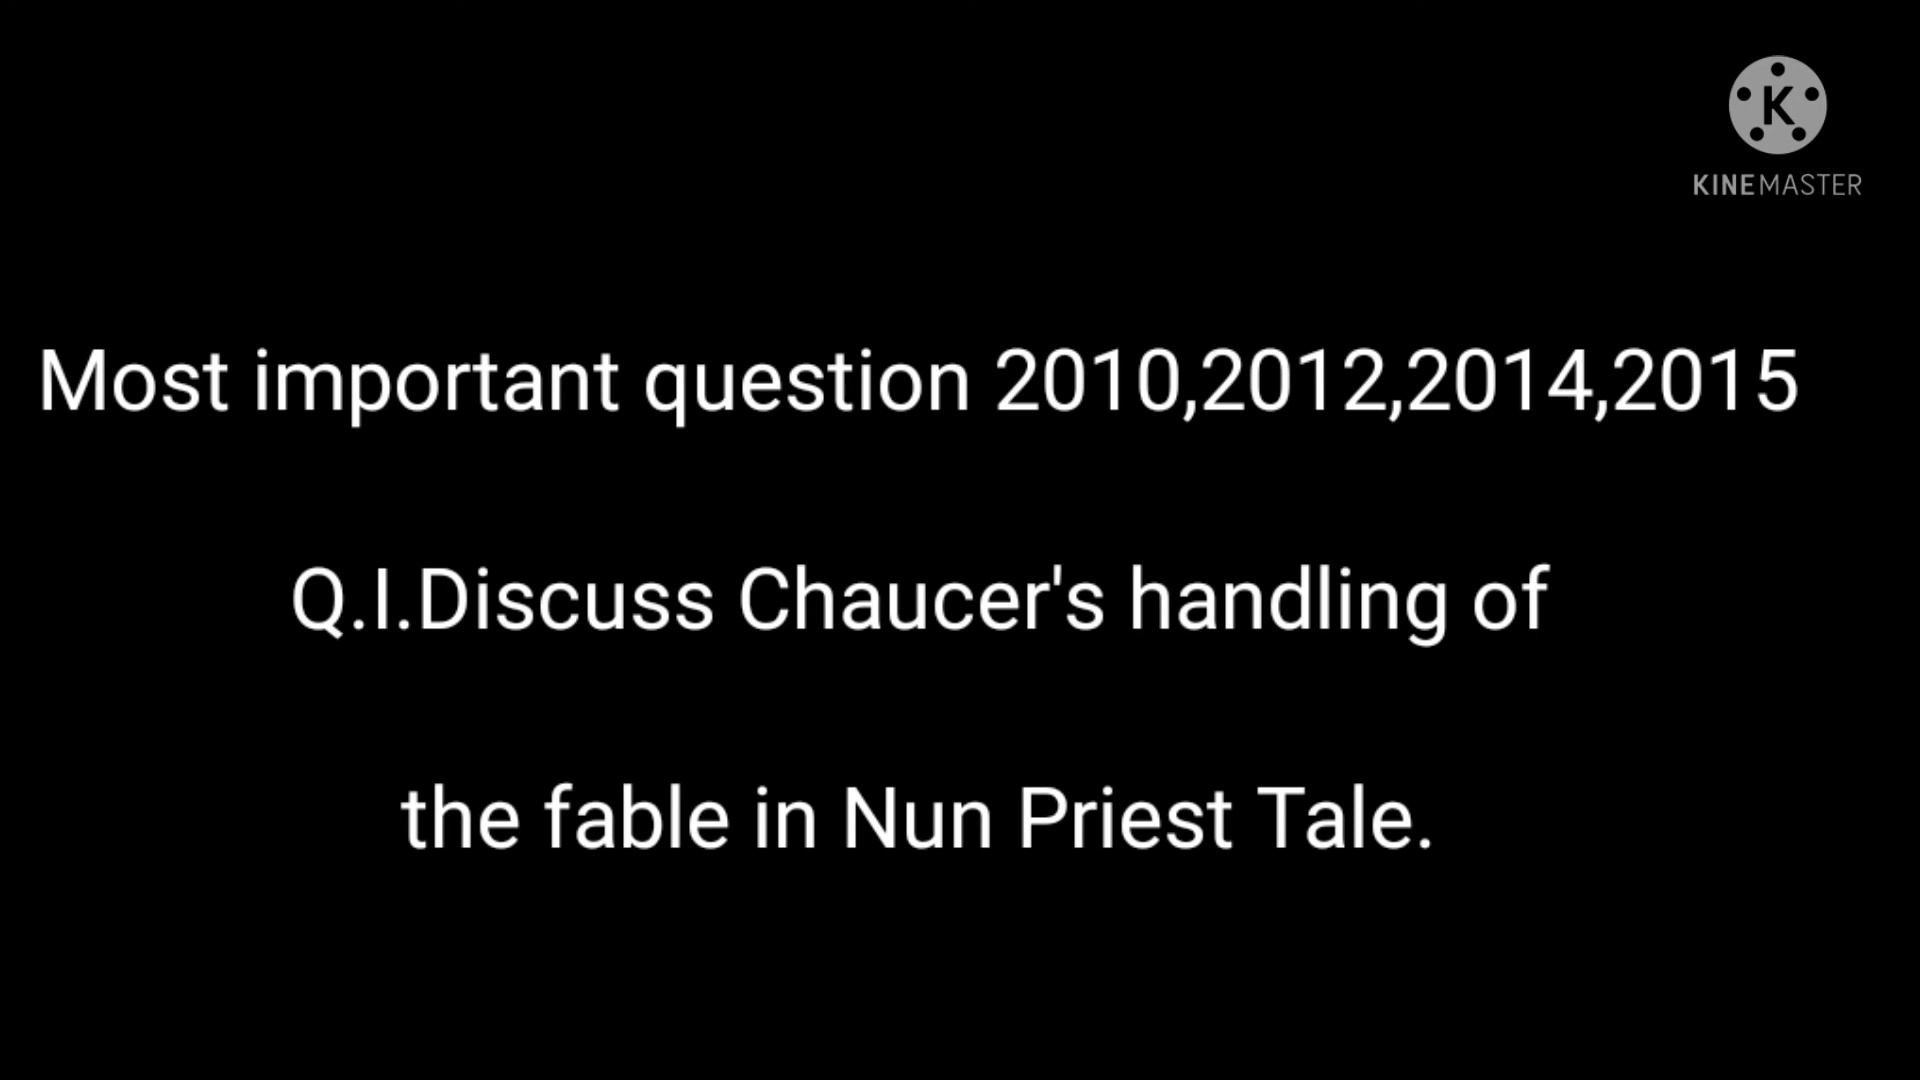 K
KINEMASTER
Most important question 2010,2012,2014,2015
Q.I.Discuss Chaucer's handling of
the fable in Nun Priest Tale.